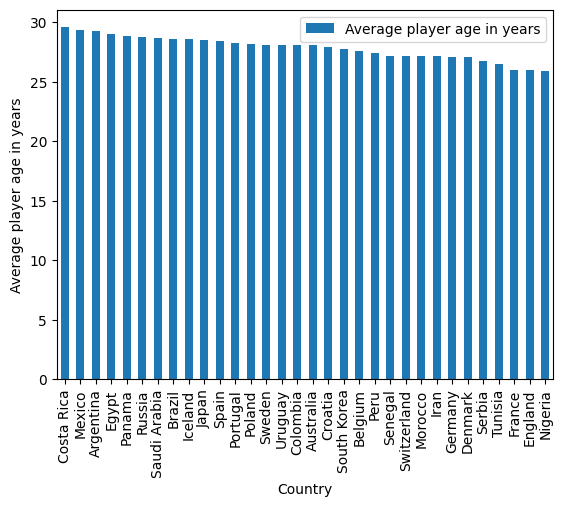 Average player age in years
Average player age in years
30
25
20
15
10
5
0
Costa Rica
Mexico
Argentina
Egypt
Panama
Russia
Saudi Arabia
Brazil
Iceland
Japan
Spain
Portugal
Poland
Sweden
Uruguay
Colombia
Australia
Croatia
South Korea
Belgium
Peru
Senegal
Switzerland
Morocco
Iran
Germany
Denmark
Serbia
Tunisia
France
England
Nigeria
Country